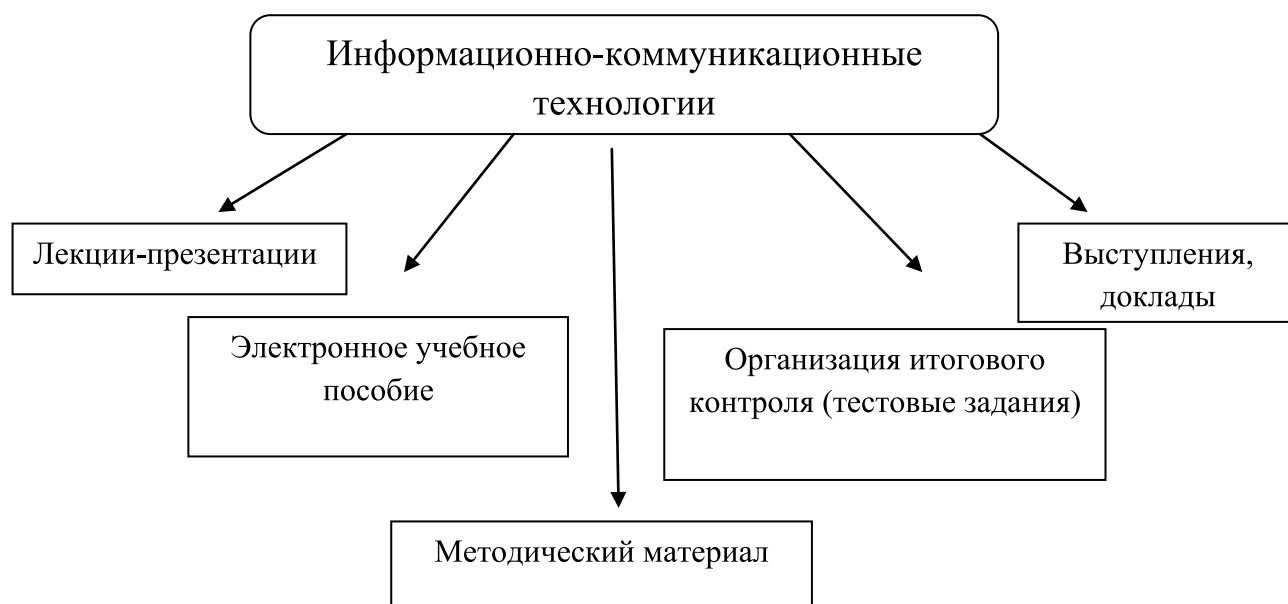 Информационно-коммуникационные
технологии
Лекции-презентации
Выступления,
доклады
Электронное учебное
пособие
Организация итогового
контроля (тестовые задания)
Методический материал